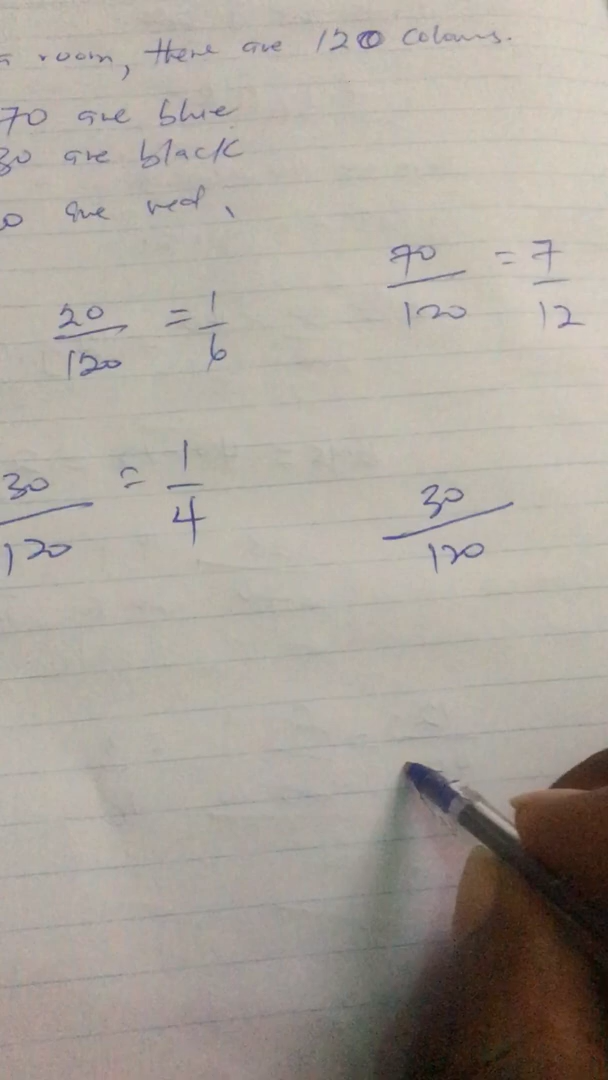 a room, there are 120 colours.
70 are blue
30 are black
0 are red,
20/120 = 1/6
70/120 = 7/12
30/120 = 1/4
30/120